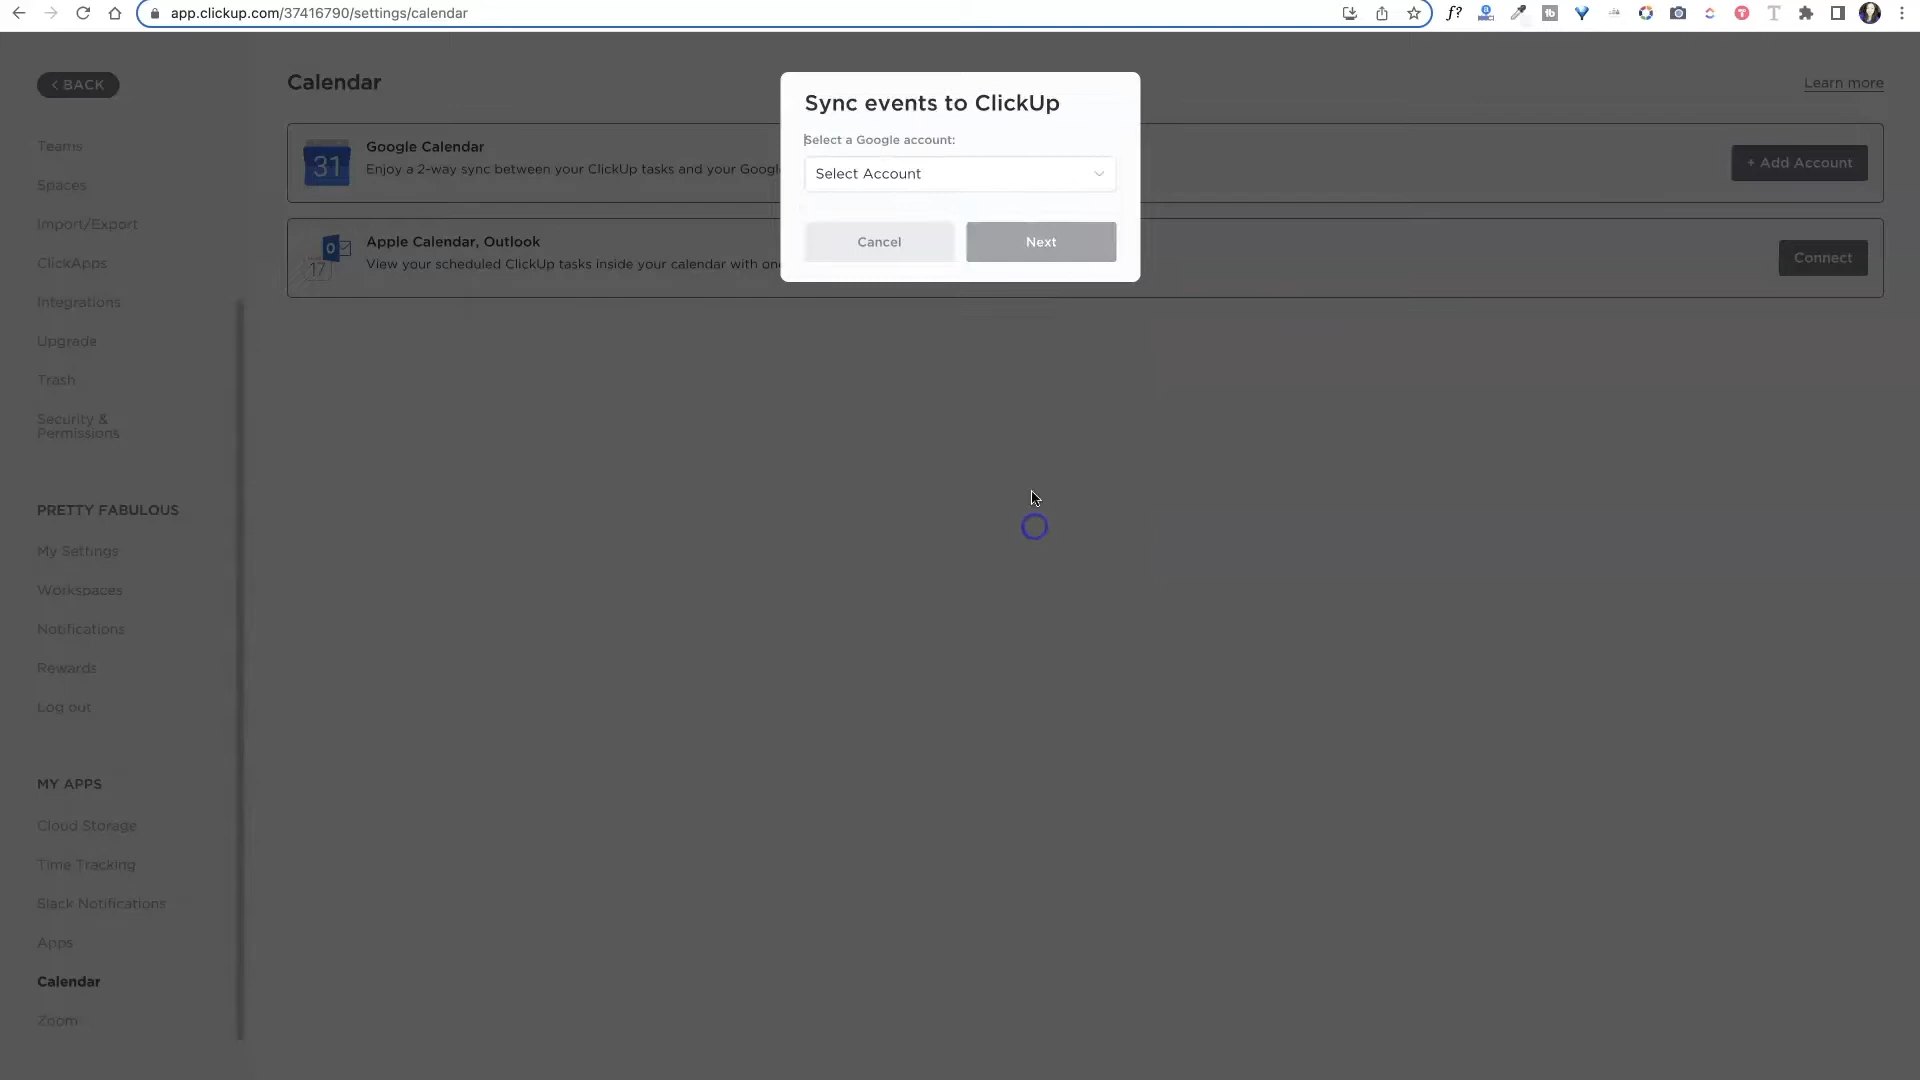 app.clickup.com/37416790/settings/calendar
f?
BACK
Calendar
Learn more
Teams
Spaces
Import/Export
ClickApps
Integrations
Upgrade
Trash
Security &
Permissions
PRETTY FABULOUS
My Settings
Workspaces
Notifications
Rewards
Log out
MY APPS
Cloud Storage
Time Tracking
Slack Notifications
Apps
Calendar
Zoom
31
Google Calendar
Enjoy a 2-way sync between your ClickUp tasks and your Googl
+ Add Account
17
Apple Calendar, Outlook
View your scheduled ClickUp tasks inside your calendar with on
Connect
Sync events to ClickUp
Select a Google account:
Select Account
Cancel
Next